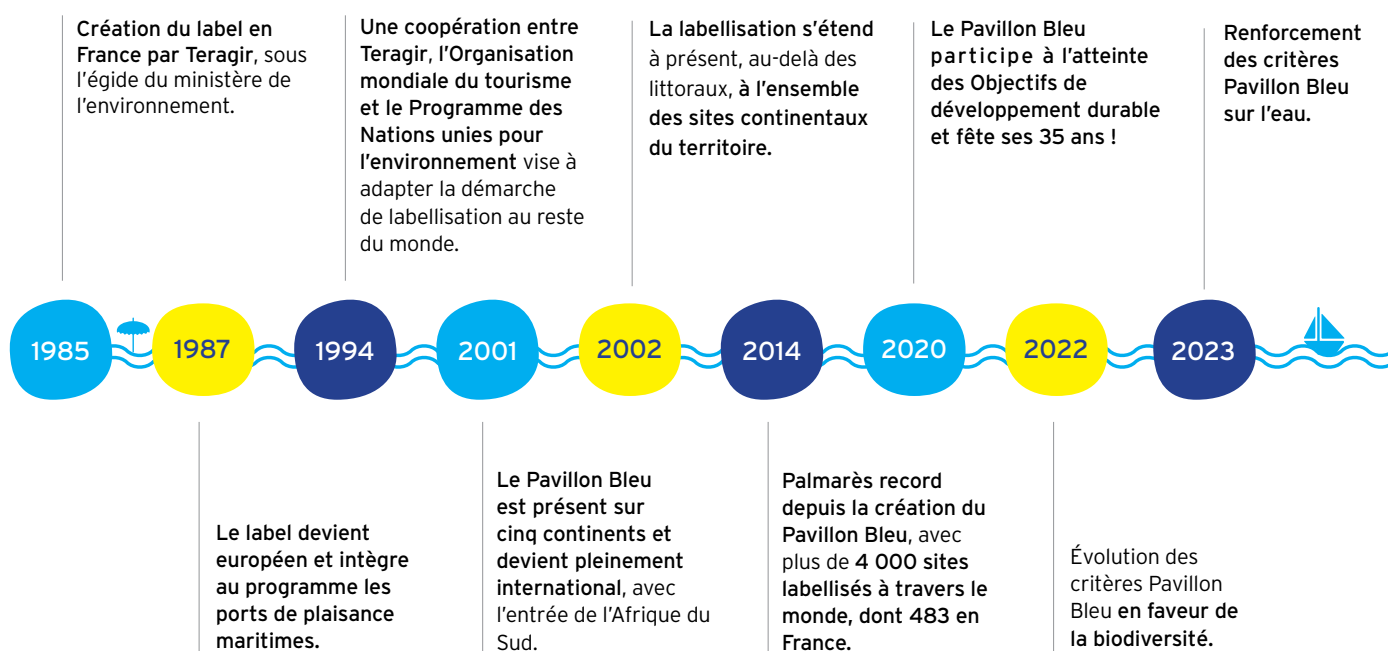 Création du label en
France par Teragir, sous
l'égide du ministère de
l'environnement.
Une coopération entre
Teragir, l'Organisation
mondiale du tourisme
et le Programme des
Nations unies pour
l'environnement vise à
adapter la démarche
de labellisation au reste
du monde.
La labellisation s'étend
à présent, au-delà des
littoraux, à l'ensemble
des sites continentaux
du territoire.
Le Pavillon Bleu
participe à l'atteinte
des Objectifs de
développement durable
et fête ses 35 ans !
Renforcement
des critères
Pavillon Bleu
sur l'eau.
1985
1987
1994
2001
2002
2014
2020
2022
2023
Le label devient
européen et intègre
au programme les
ports de plaisance
maritimes.
Le Pavillon Bleu
est présent sur
cinq continents et
devient pleinement
international, avec
l'entrée de l'Afrique du
Sud.
Palmarès record
depuis la création du
Pavillon Bleu, avec
plus de 4 000 sites
labellisés à travers le
monde, dont 483 en
France.
Évolution des
critères Pavillon
Bleu en faveur de
la biodiversité.